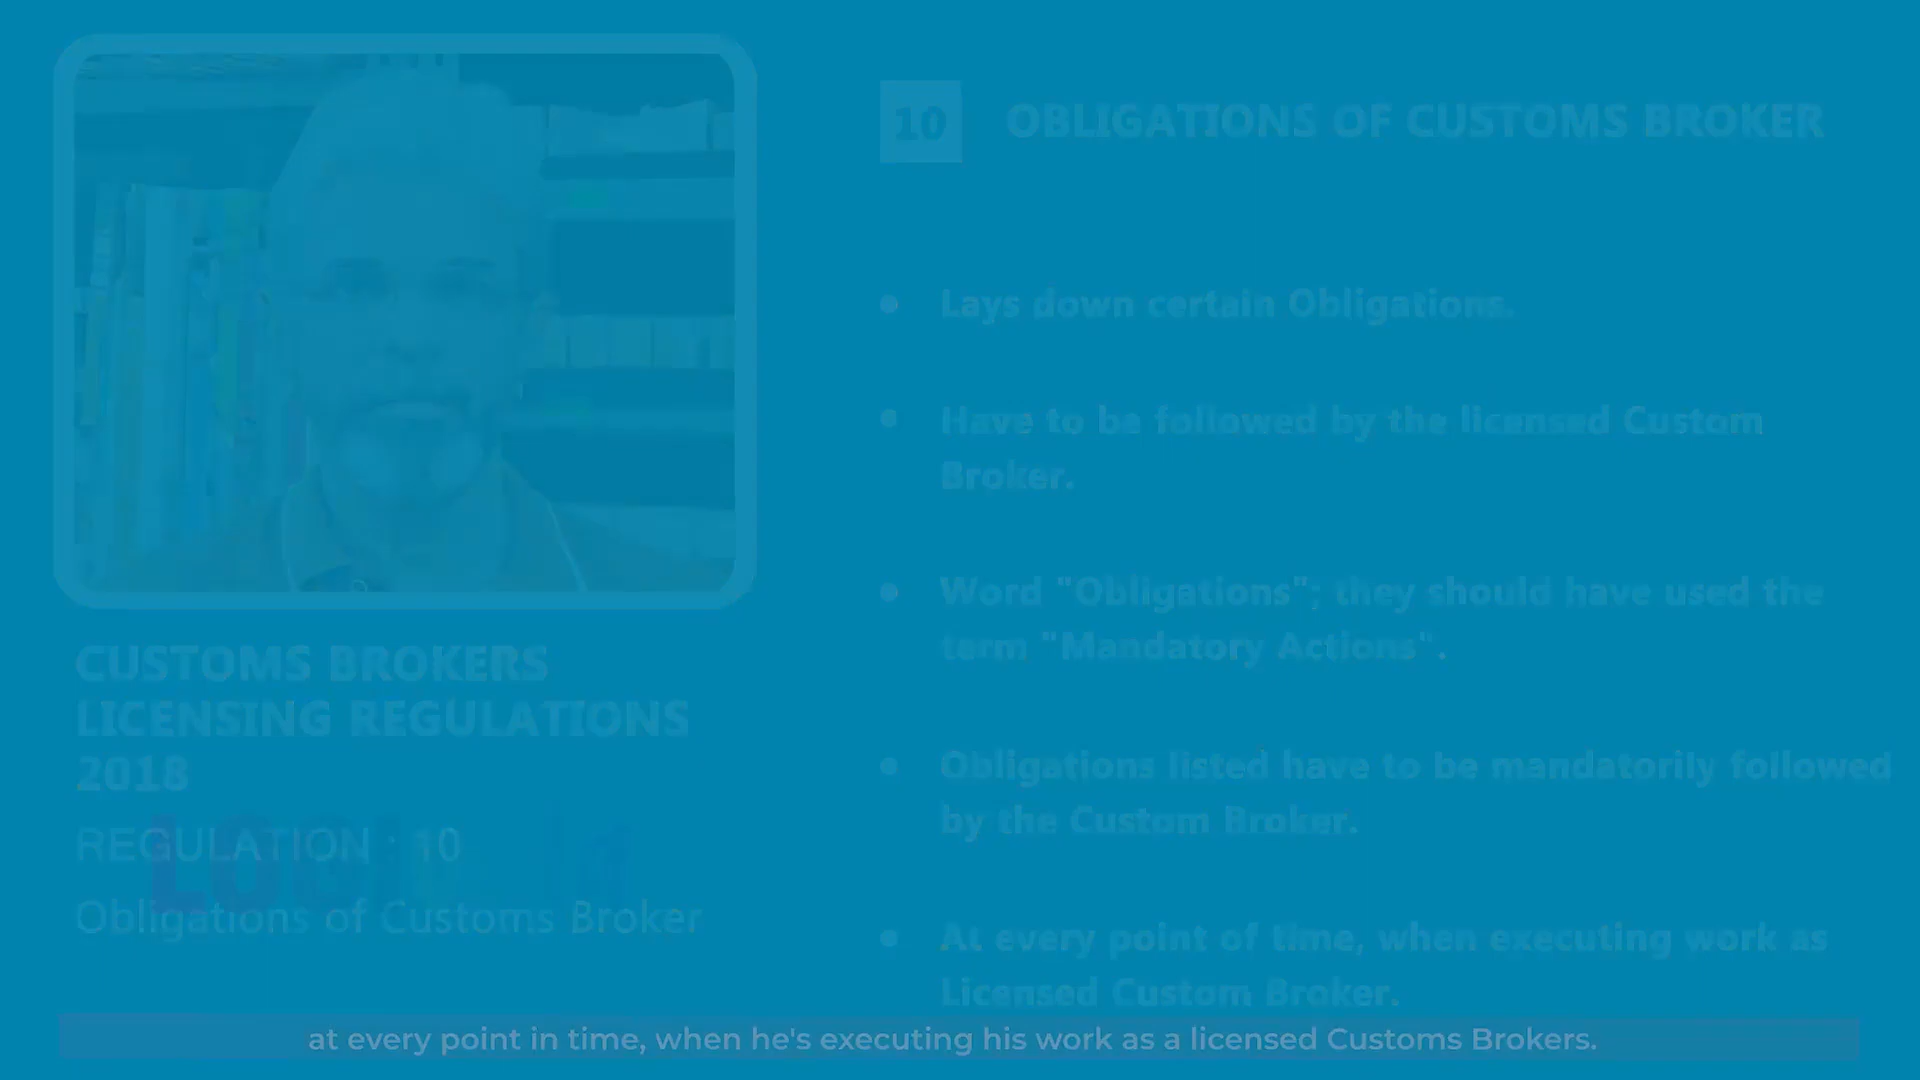 10 OBLIGATIONS OF CUSTOMS BROKER
Lays down certain Obligations.
Have to be followed by the licensed Custom
Broker.
Word "Obligations"; they should have used the
term "Mandatory Actions".
Obligations listed have to be mandatorily followed
by the Custom Broker.
At every point of time, when executing work as
Licensed Custom Broker.
CUSTOMS BROKERS
LICENSING REGULATIONS
2018
REGULATION : 10
Obligations of Customs Broker
at every point in time, when he's executing his work as a licensed Customs Brokers.